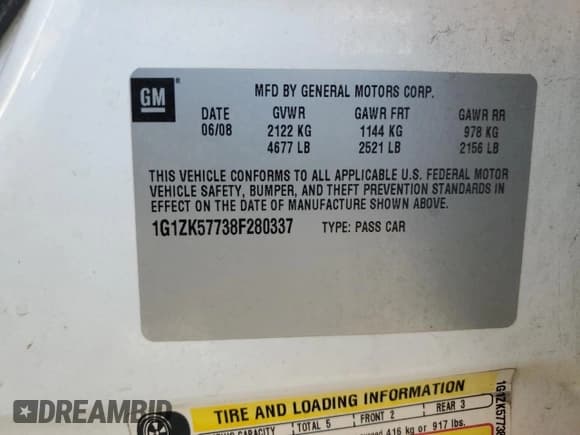 GM
MFD BY GENERAL MOTORS CORP.
DATE GVWR GAWR FRT GAWR RR
06/08 2122 KG 1144 KG 978 KG
4677 LB 2521 LB 2156 LB
THIS VEHICLE CONFORMS TO ALL APPLICABLE U.S. FEDERAL MOTOR
VEHICLE SAFETY, BUMPER, AND THEFT PREVENTION STANDARDS IN
EFFECT ON THE DATE OF MANUFACTURE SHOWN ABOVE.
1G1ZK57738F280337 TYPE: PASS CAR
TIRE AND LOADING INFORMATION
CAPACITY TOTAL 5 FRONT 2 REAR 3
416 kg or 917 lbs.
1G1ZK5773
DREAMBID